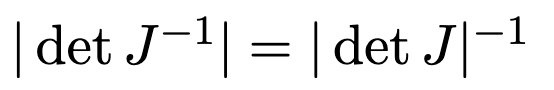 | det J⁻¹| = | det J|⁻¹